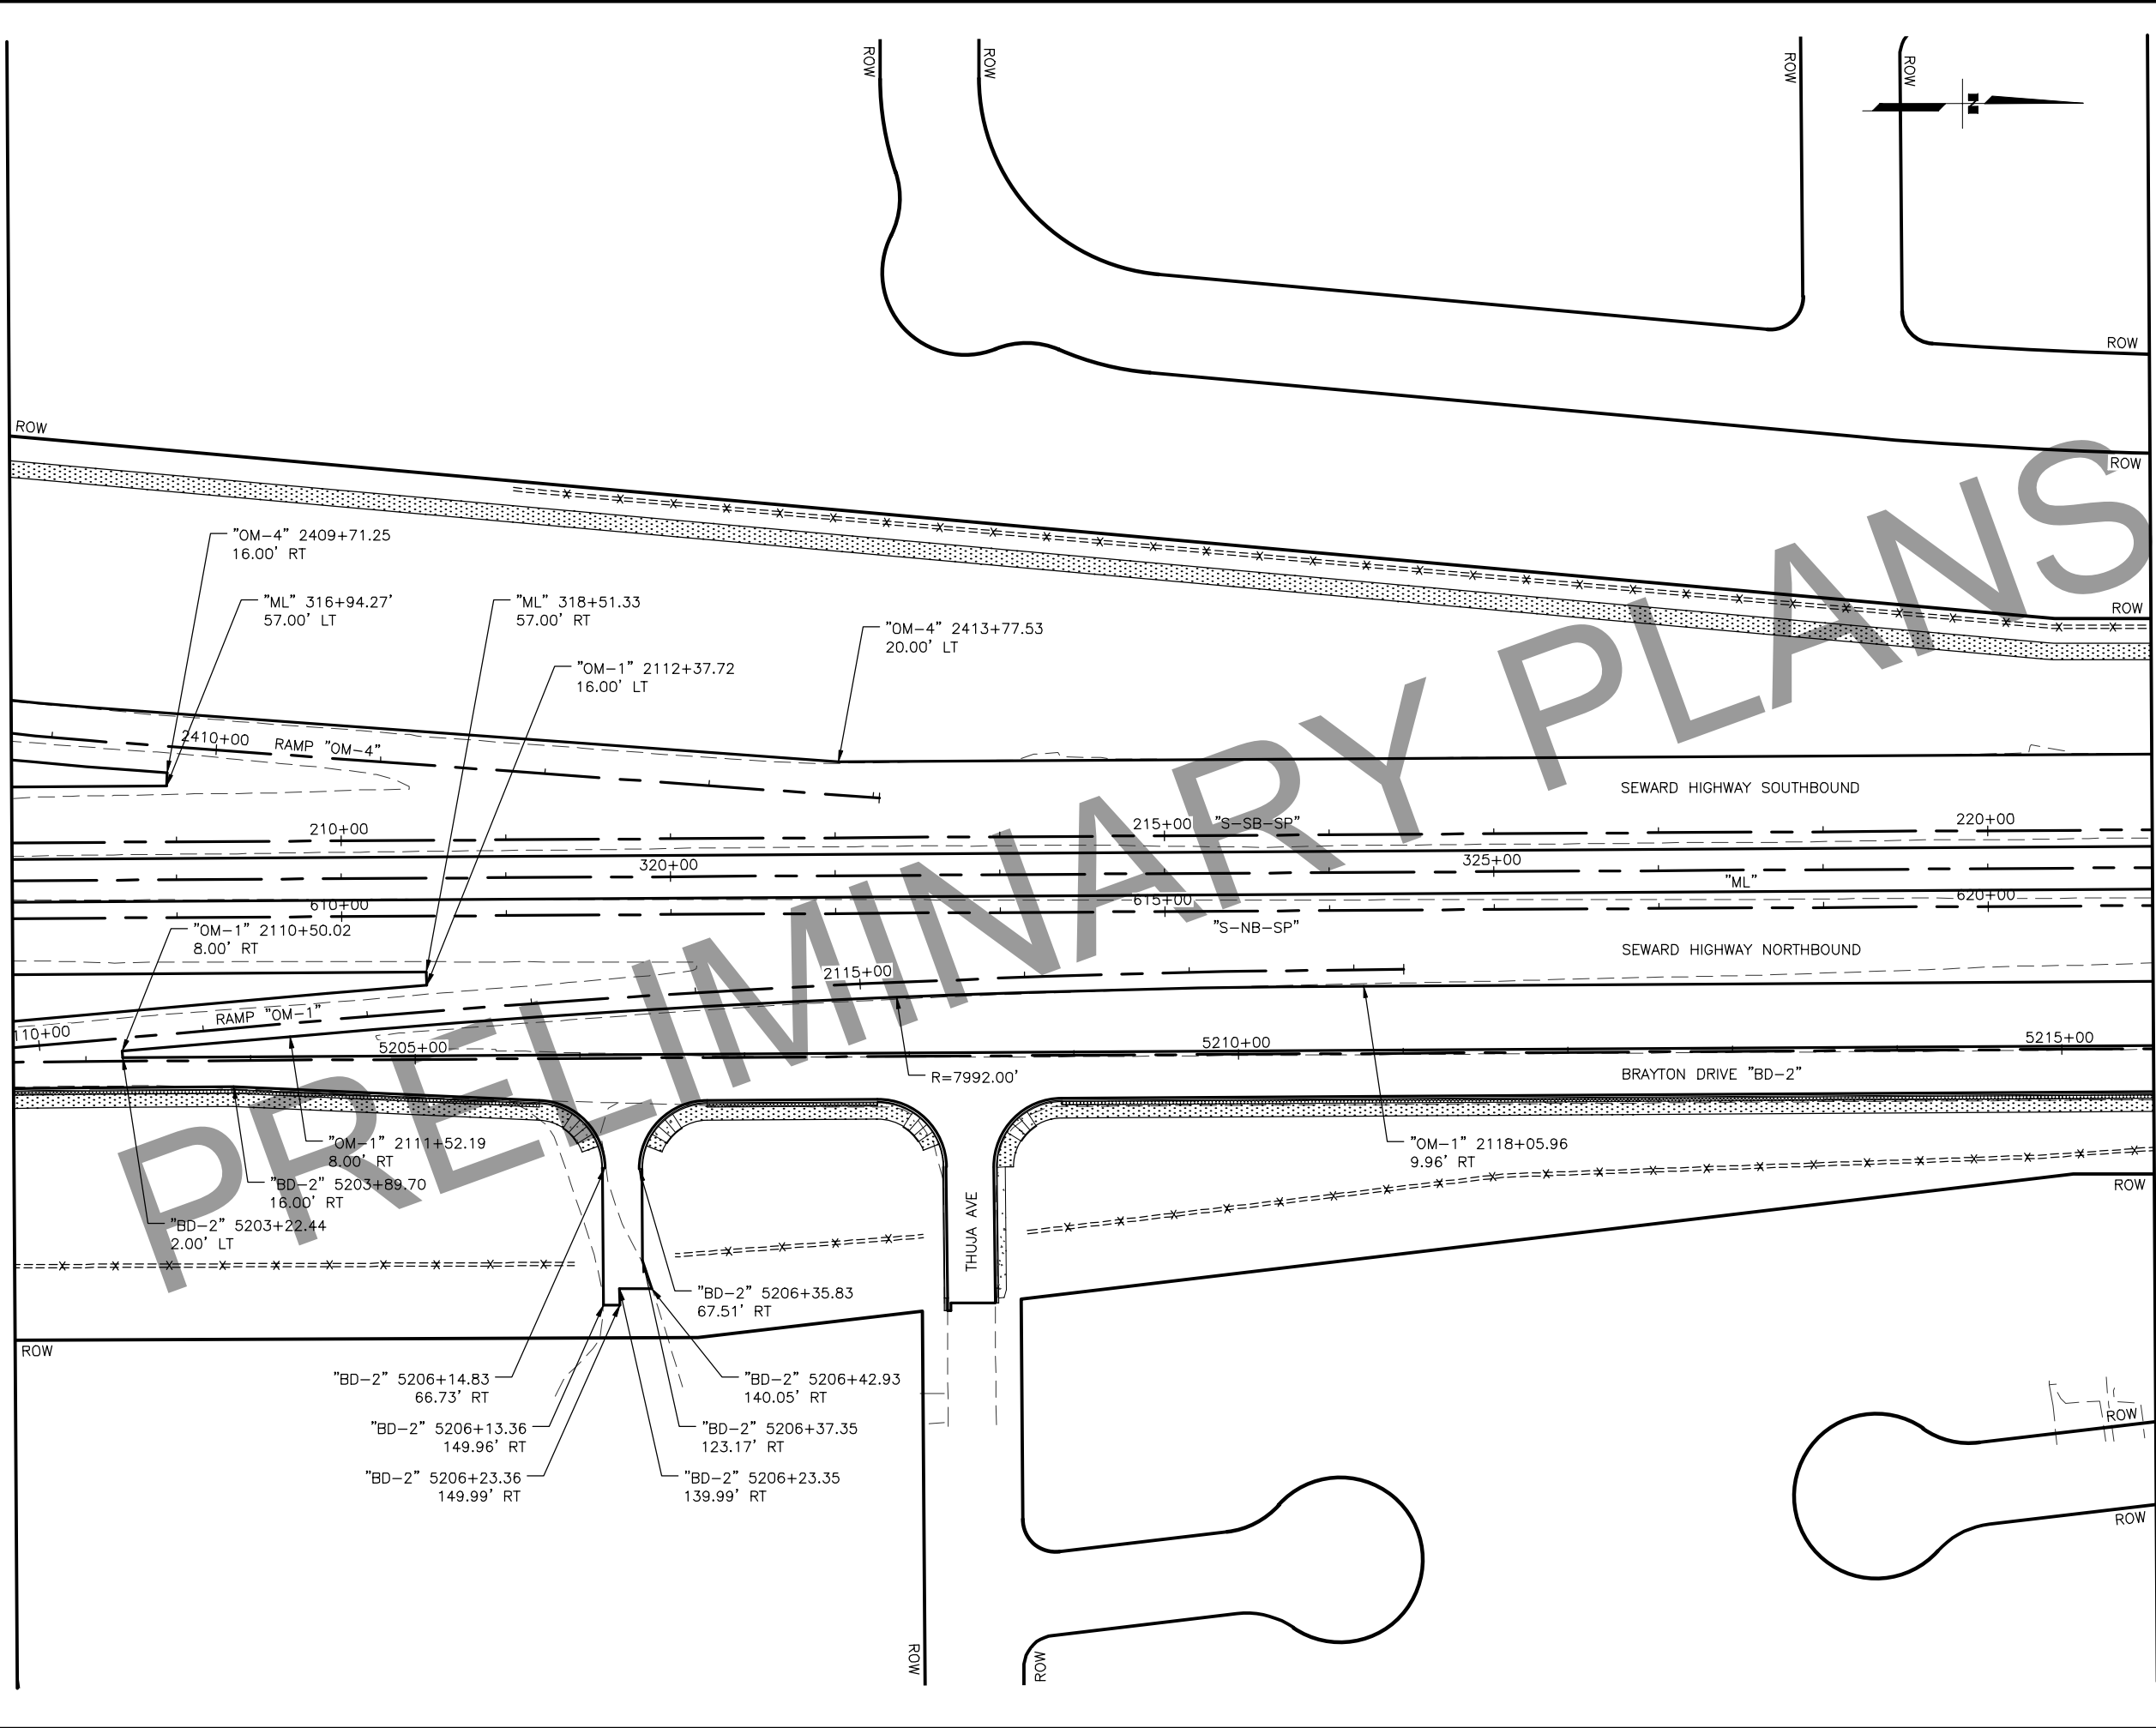 ROW
ROW
ROW
ROW
N
ROW
ROW
ROW
"OM-4" 2409+71.25
16.00' RT
"ML" 316+94.27'
57.00' LT
"ML" 318+51.33
57.00' RT
"OM-4" 2413+77.53
20.00' LT
ROW
"OM-1" 2112+37.72
16.00' LT
2410+00
RAMP "OM-4"
SEWARD HIGHWAY SOUTHBOUND
210+00
215+00
"S-SB-SP"
220+00
320+00
325+00
"ML"
610+00
615+00
620+00
"S-NB-SP"
"OM-1" 2110+50.02
8.00' RT
SEWARD HIGHWAY NORTHBOUND
2115+00
RAMP "OM-1"
110+00
5205+00
5210+00
5215+00
R=7992.00'
BRAYTON DRIVE "BD-2"
"OM-1" 2111+52.19
8.00' RT
"OM-1" 2118+05.96
9.96' RT
"BD-2" 5203+89.70
16.00' RT
ROW
THUJA AVE
"BD-2" 5203+22.44
2.00' LT
"BD-2" 5206+35.83
67.51' RT
ROW
"BD-2" 5206+14.83
66.73' RT
"BD-2" 5206+42.93
140.05' RT
"BD-2" 5206+13.36
149.96' RT
"BD-2" 5206+37.35
123.17' RT
ROW
"BD-2" 5206+23.36
149.99' RT
"BD-2" 5206+23.35
139.99' RT
ROW
ROW
ROW
PRELIMINARY PLANS